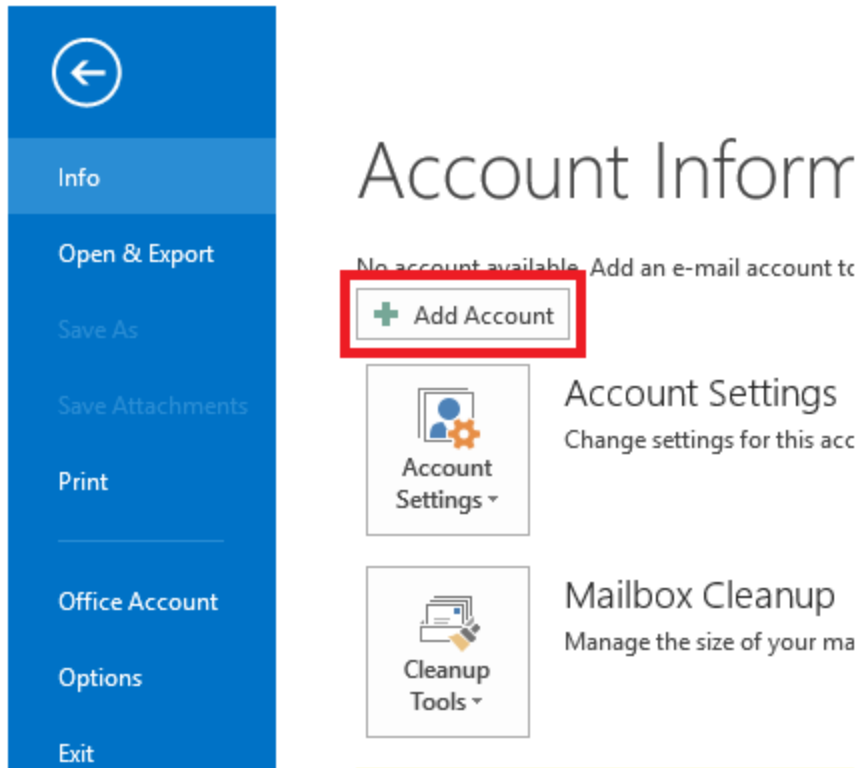 Info
Open & Export
Save As
Save Attachments
Print
Office Account
Options
Exit
Account Inform
No account available. Add an e-mail account to
Add Account
Account
Settings
Account Settings
Change settings for this acc
Cleanup
Tools
Mailbox Cleanup
Manage the size of your ma